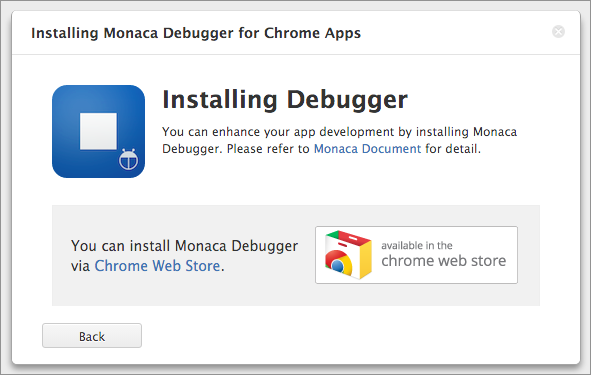 Installing Monaca Debugger for Chrome Apps
Installing Debugger
You can enhance your app development by installing Monaca
Debugger. Please refer to Monaca Document for detail.
You can install Monaca Debugger
via Chrome Web Store.
available in the
chrome web store
Back